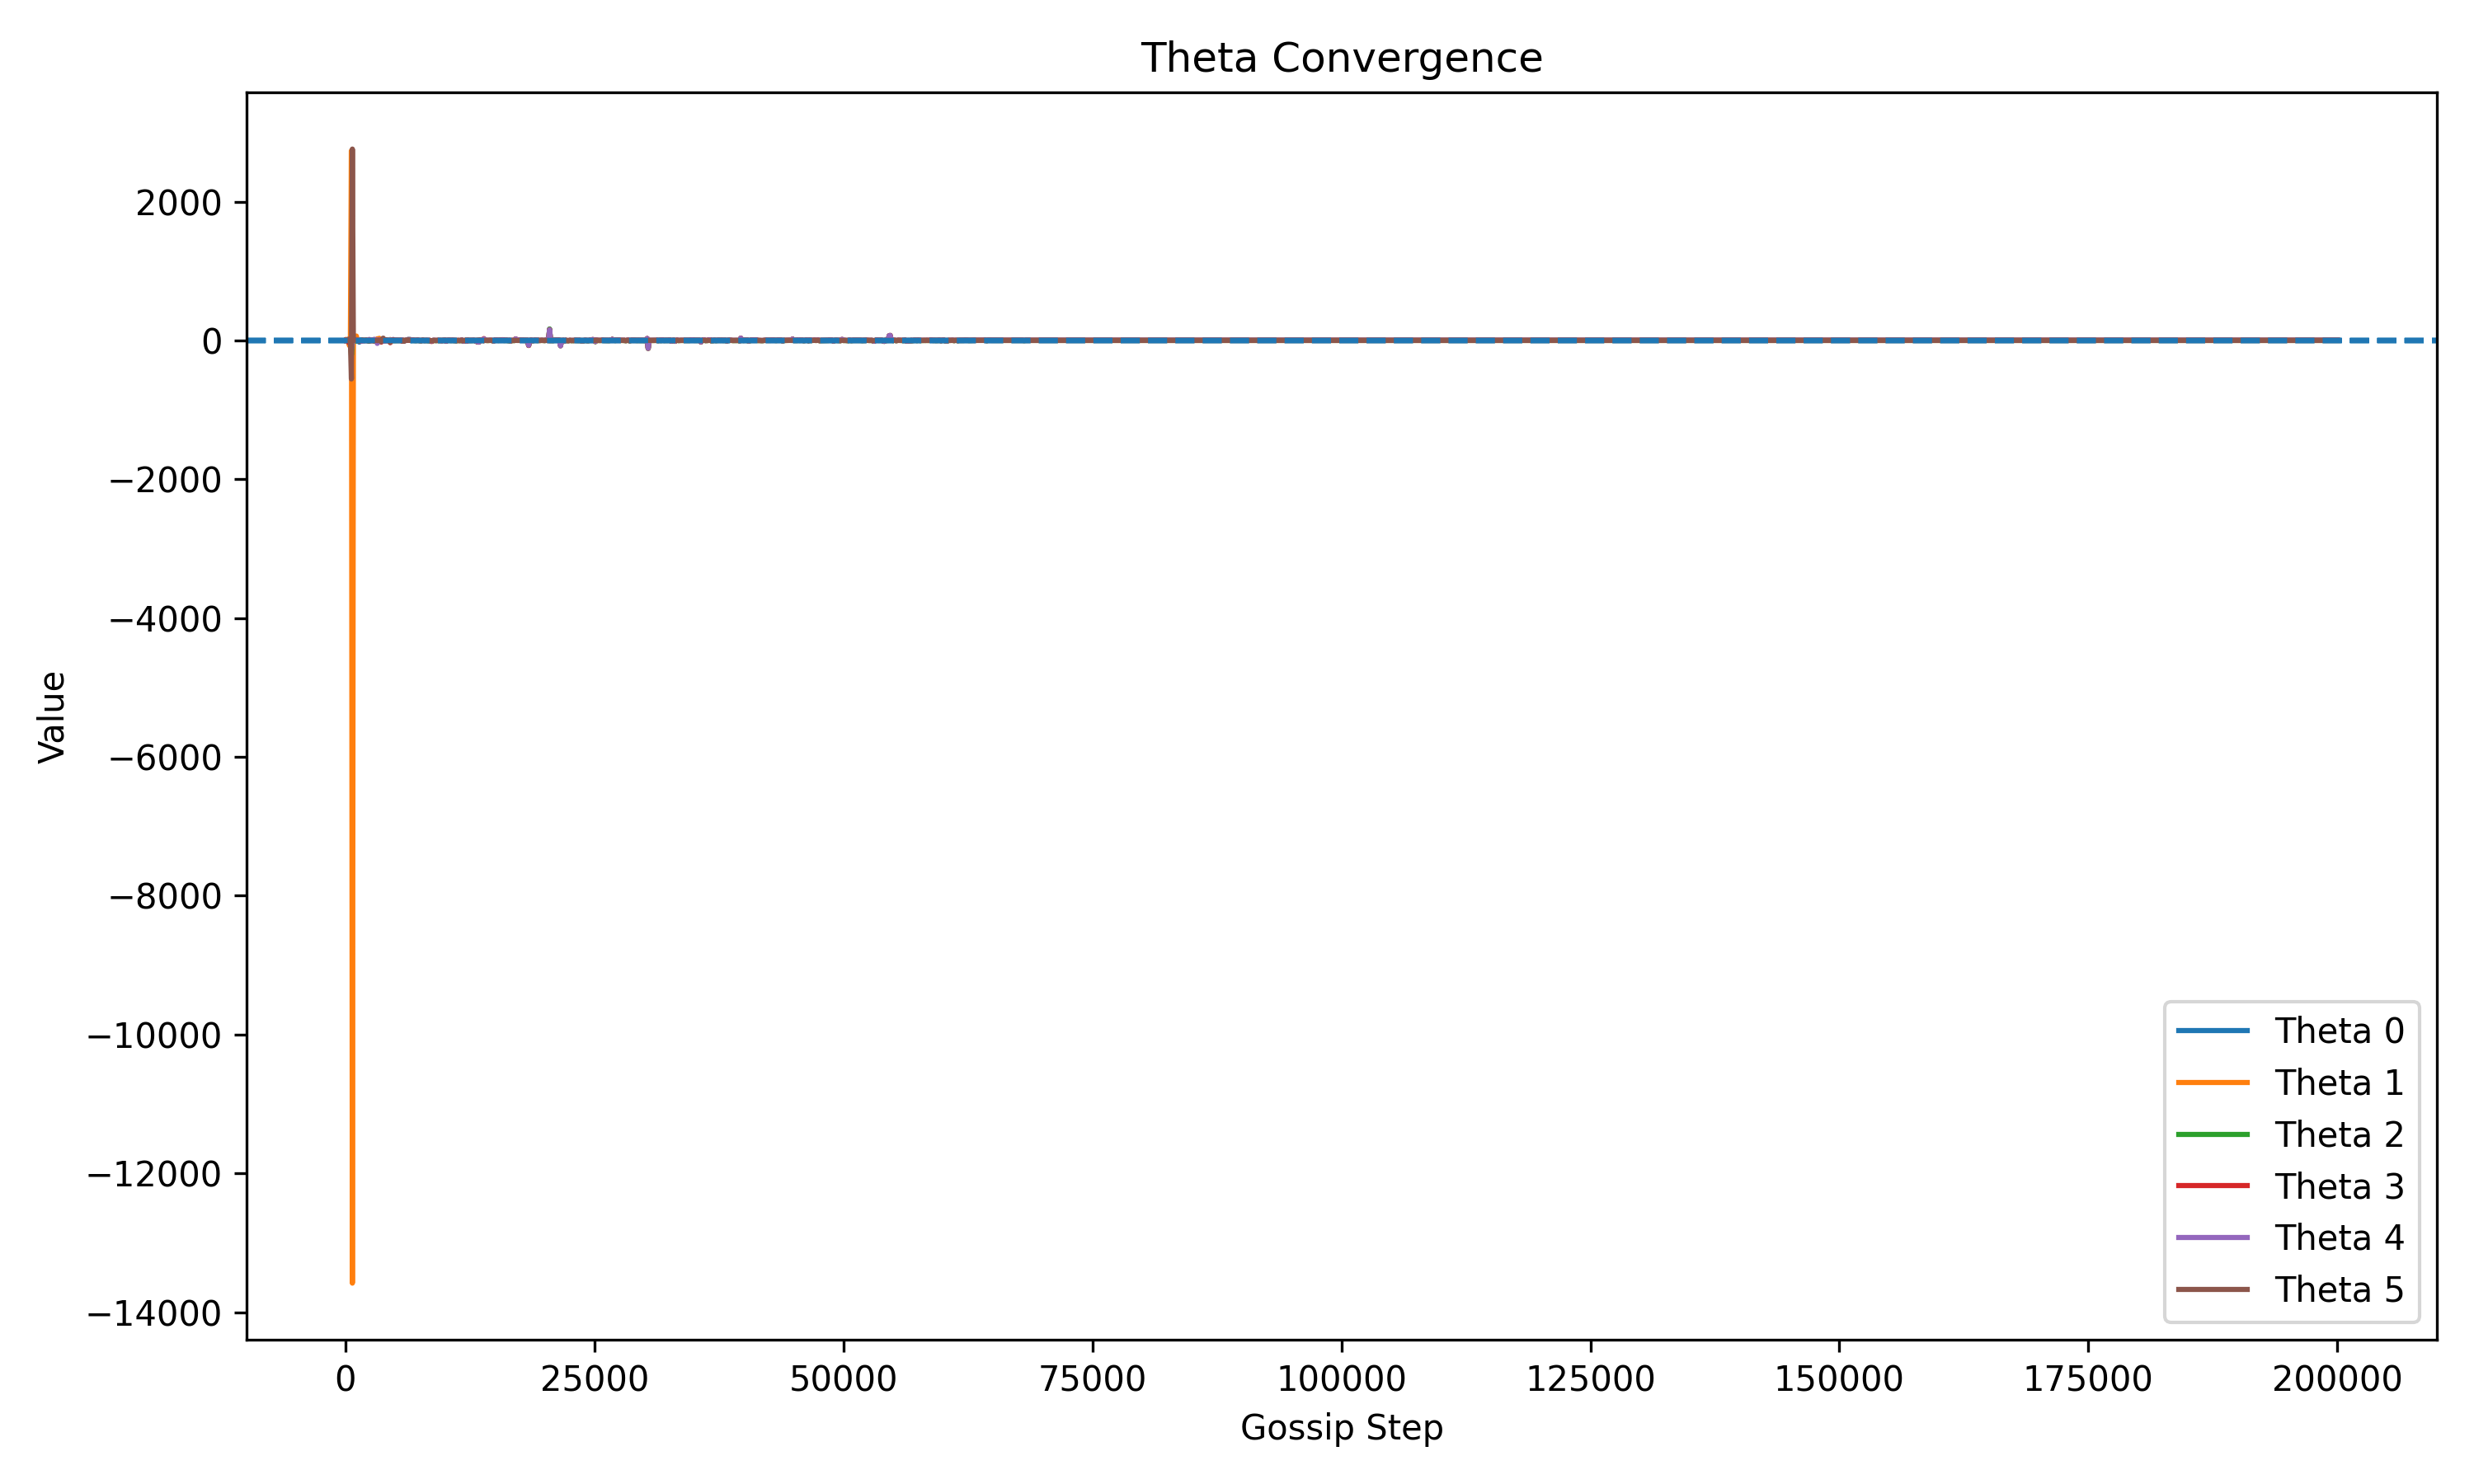 Theta Convergence
Value
2000
0
−2000
−4000
−6000
−8000
−10000
−12000
−14000
0 25000 50000 75000 100000 125000 150000 175000 200000
Gossip Step
Theta 0
Theta 1
Theta 2
Theta 3
Theta 4
Theta 5